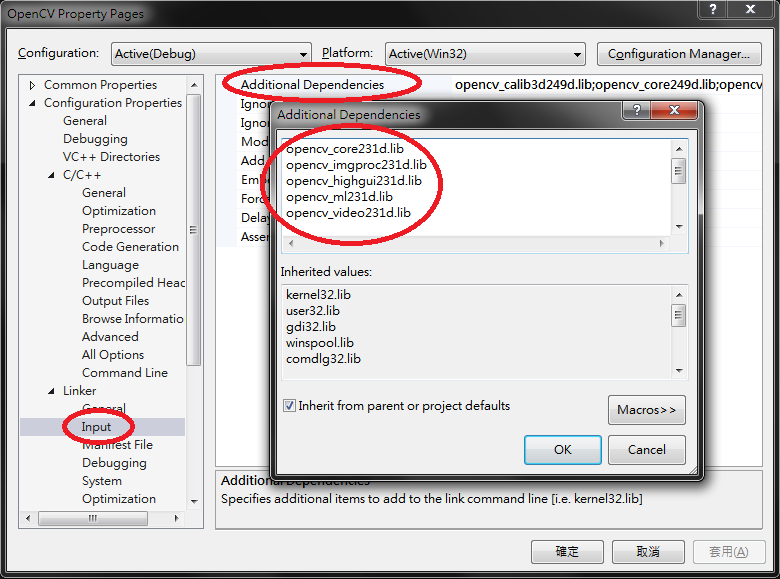 OpenCV Property Pages
Configuration: Active(Debug) Platform: Active(Win32) Configuration Manager...
Common Properties
Configuration Properties
General
Debugging
VC++ Directories
C/C++
General
Optimization
Preprocessor
Code Generation
Language
Precompiled Head
Output Files
Browse Informatio
Advanced
All Options
Command Line
Linker
General
Input
Manifest File
Debugging
System
Optimization
Additional Dependencies opencv_calib3d249d.lib;opencv_core249d.lib;opencv
Ignor
Ignor
Mod
Add
Emb
Forc
Delay
Asse
Additional Dependencies
opencv_core231d.lib
opencv_imgproc231d.lib
opencv_highgui231d.lib
opencv_ml231d.lib
opencv_video231d.lib
Inherited values:
kernel32.lib
user32.lib
gdi32.lib
winspool.lib
comdlg32.lib
Inherit from parent or project defaults
Macros>>
OK Cancel
Additional Dependencies
Specifies additional items to add to the link command line [i.e. kernel32.lib]
確定 取消 套用(A)